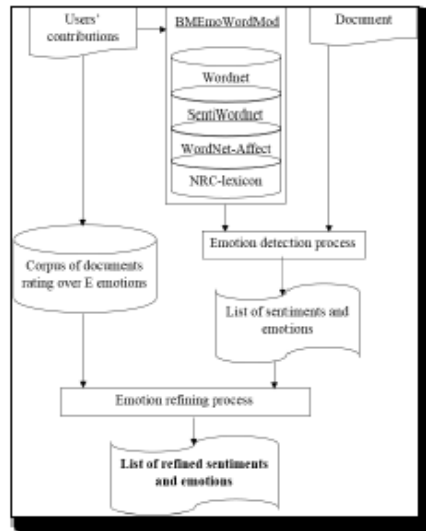 Users'
contributions
BMEmoWordMod
Document
Wordnet
SentiWordnet
WordNet-Affect
NRC-lexicon
Emotion detection process
Corpus of documents
rating over E emotions
List of sentiments and
emotions
Emotion refining process
List of refined sentiments
and emotions